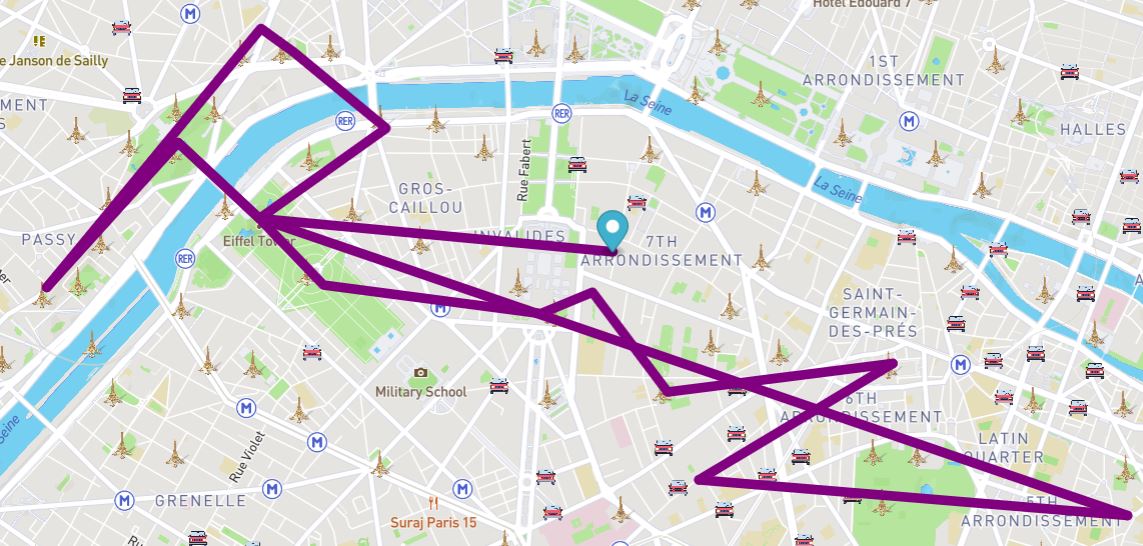 Hotel Edouard 7
M
e Janson de Sailly
1ST
ARRONDISSEMENT
MENT
S
La Seine
RER
RER
M
HALLES
Rue Fabert
GROS-
CAILLOU
La Seine
M
PASSY
Eiffel Tower
INVALIDES
7TH
ARRONDISSEMENT
RER
er
A
SAINT-
GERMAIN-
DES-PRÉS
M
M
Military School
Seine
M
6TH
ARRONDISSEMENT
M
LATIN
QUARTER
Rue Violet
M
M
M
GRENELLE
Suraj Paris 15
5TH
ARRONDISSEMENT
Ru